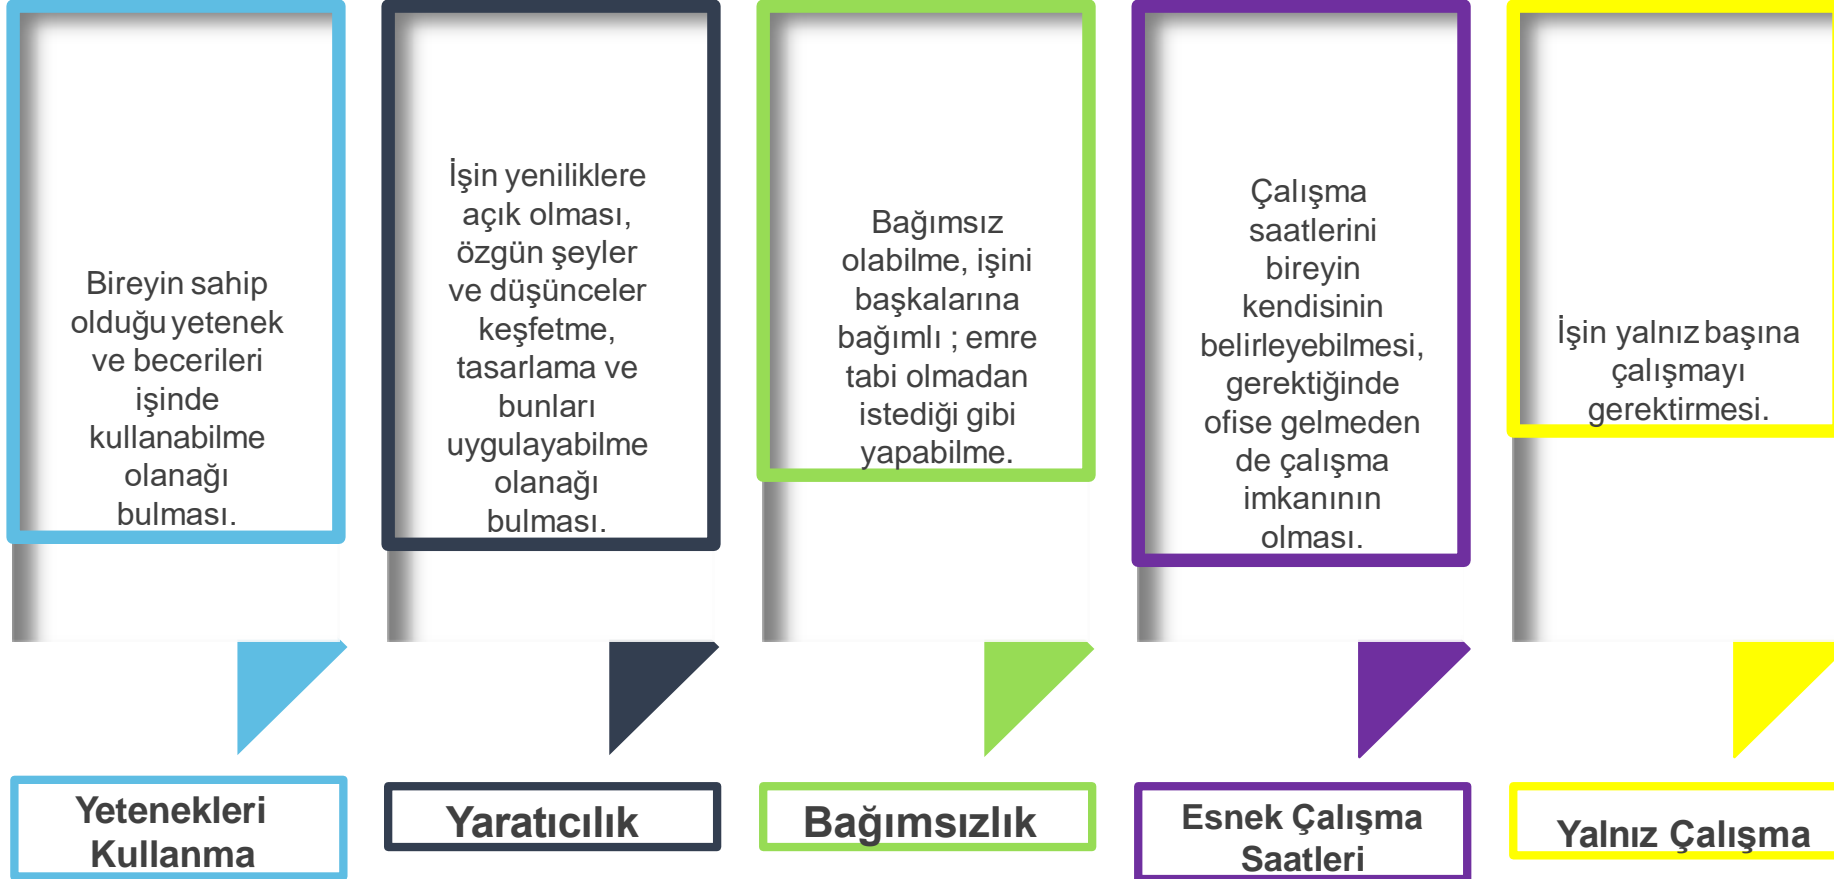 Bireyin sahip
olduğu yetenek
ve becerileri
işinde
kullanabilme
olanağı
bulması.
İşin yeniliklere
açık olması,
özgün şeyler
ve düşünceler
keşfetme,
tasarlama ve
bunları
uygulayabilme
olanağı
bulması.
Bağımsız
olabilme, işini
başkalarına
bağımlı ; emre
tabi olmadan
istediği gibi
yapabilme.
Çalışma
saatlerini
bireyin
kendisinin
belirleyebilmesi,
gerektiğinde
ofise gelmeden
de çalışma
imkanının
olması.
İşin yalnız başına
çalışmayı
gerektirmesi.
Yetenekleri
Kullanma
Yaratıcılık
Bağımsızlık
Esnek Çalışma
Saatleri
Yalnız Çalışma